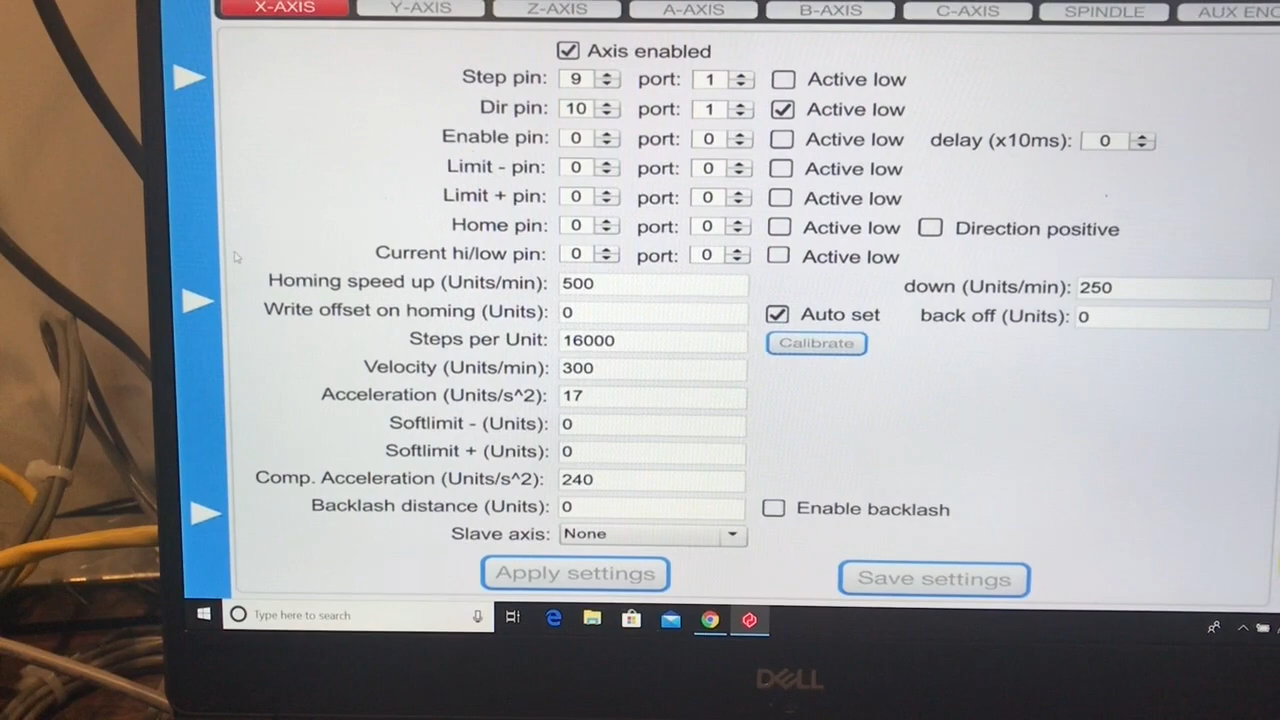 X-AXIS Y-AXIS Z-AXIS A-AXIS B-AXIS C-AXIS SPINDLE AUX ENC
Axis enabled
Step pin: 9 port: 1 Active low
Dir pin: 10 port: 1 Active low
Enable pin: 0 port: 0 Active low delay (x10ms): 0
Limit - pin: 0 port: 0 Active low
Limit + pin: 0 port: 0 Active low
Home pin: 0 port: 0 Active low Direction positive
Current hi/low pin: 0 port: 0 Active low
Homing speed up (Units/min): 500 down (Units/min): 250
Write offset on homing (Units): 0 Auto set back off (Units): 0
Steps per Unit: 16000 Calibrate
Velocity (Units/min): 300
Acceleration (Units/s^2): 17
Softlimit - (Units): 0
Softlimit + (Units): 0
Comp. Acceleration (Units/s^2): 240
Backlash distance (Units): 0 Enable backlash
Slave axis: None
Apply settings Save settings
Type here to search
DELL